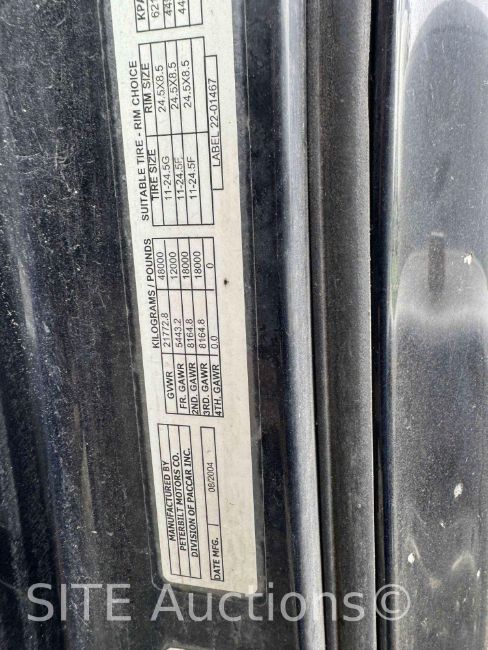 MANUFACTURED BY
PETERBILT MOTORS CO.
DIVISION OF PACCAR INC.
DATE MFG. 08/2004
KILOGRAMS / POUNDS
GVWR 21772.8 48000
FR. GAWR 5443.2 12000
2ND. GAWR 8164.8 18000
3RD. GAWR 8164.8 18000
4TH. GAWR 0.0 0
SUITABLE TIRE - RIM CHOICE
TIRE SIZE RIM SIZE
11-24.5G 24.5X8.5
11-24.5F 24.5X8.5
11-24.5F 24.5X8.5
LABEL 22-01467
KPA
SITE Auctions©